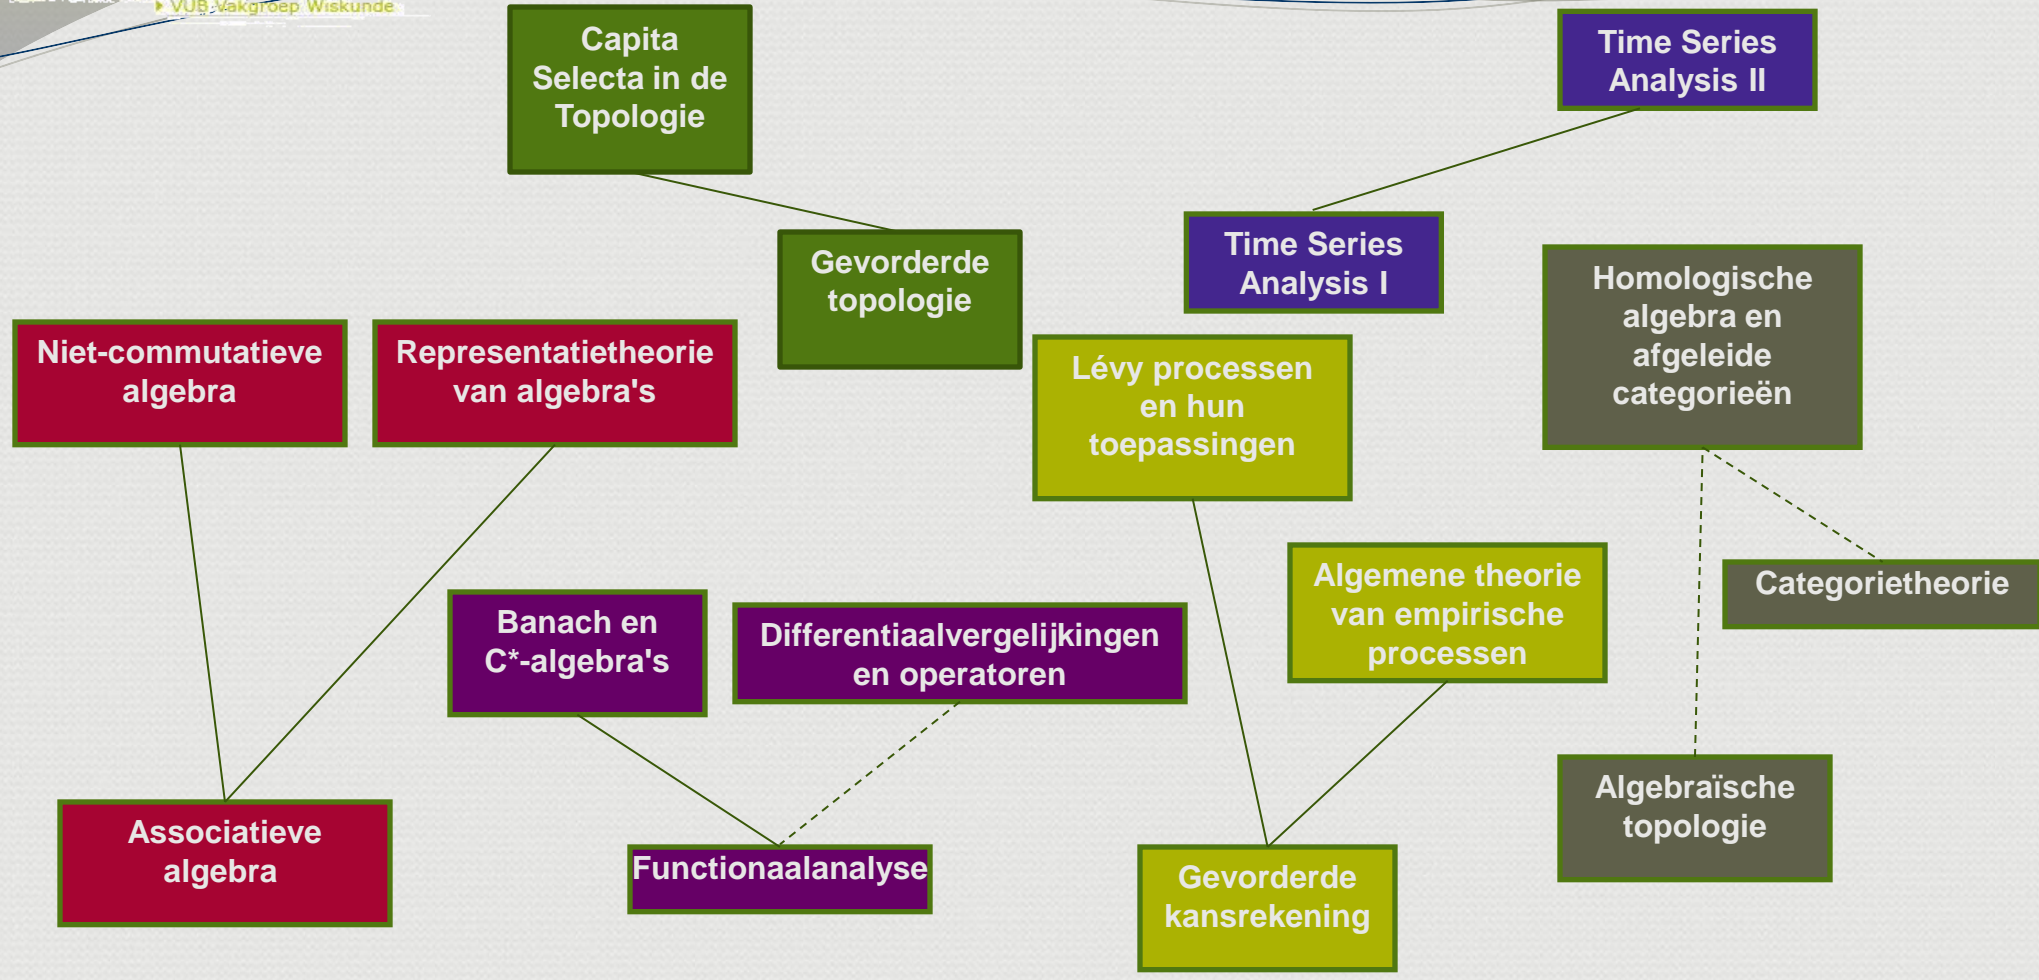 VUB Vakgroep Wiskunde
Capita
Selecta in de
Topologie
Time Series
Analysis II
Gevorderde
topologie
Time Series
Analysis I
Homologische
algebra en
afgeleide
categorieën
Niet-commutatieve
algebra
Representatietheorie
van algebra's
Lévy processen
en hun
toepassingen
Banach en
C*-algebra's
Differentiaalvergelijkingen
en operatoren
Algemene theorie
van empirische
processen
Categorietheorie
Associatieve
algebra
Functionaalanalyse
Gevorderde
kansrekening
Algebraïsche
topologie